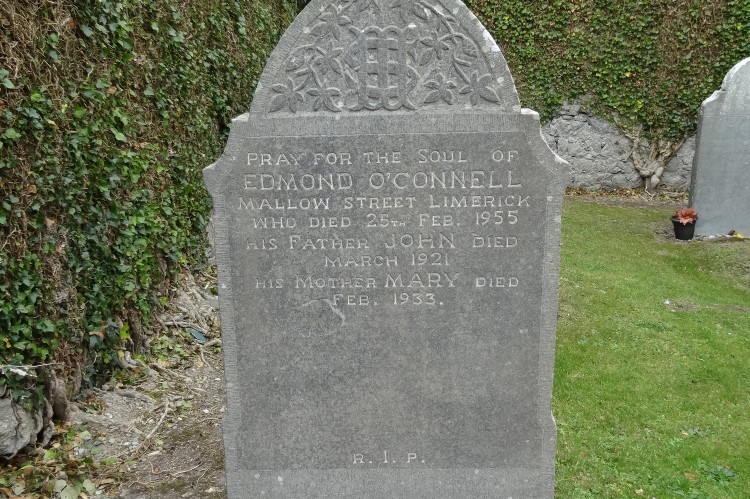 PRAY FOR THE SOUL OF
EDMOND O'CONNELL
MALLOW STREET LIMERICK
WHO DIED 25TH FEB. 1955
HIS FATHER JOHN DIED
MARCH 1921
HIS MOTHER MARY DIED
FEB. 1933.
R. I. P.